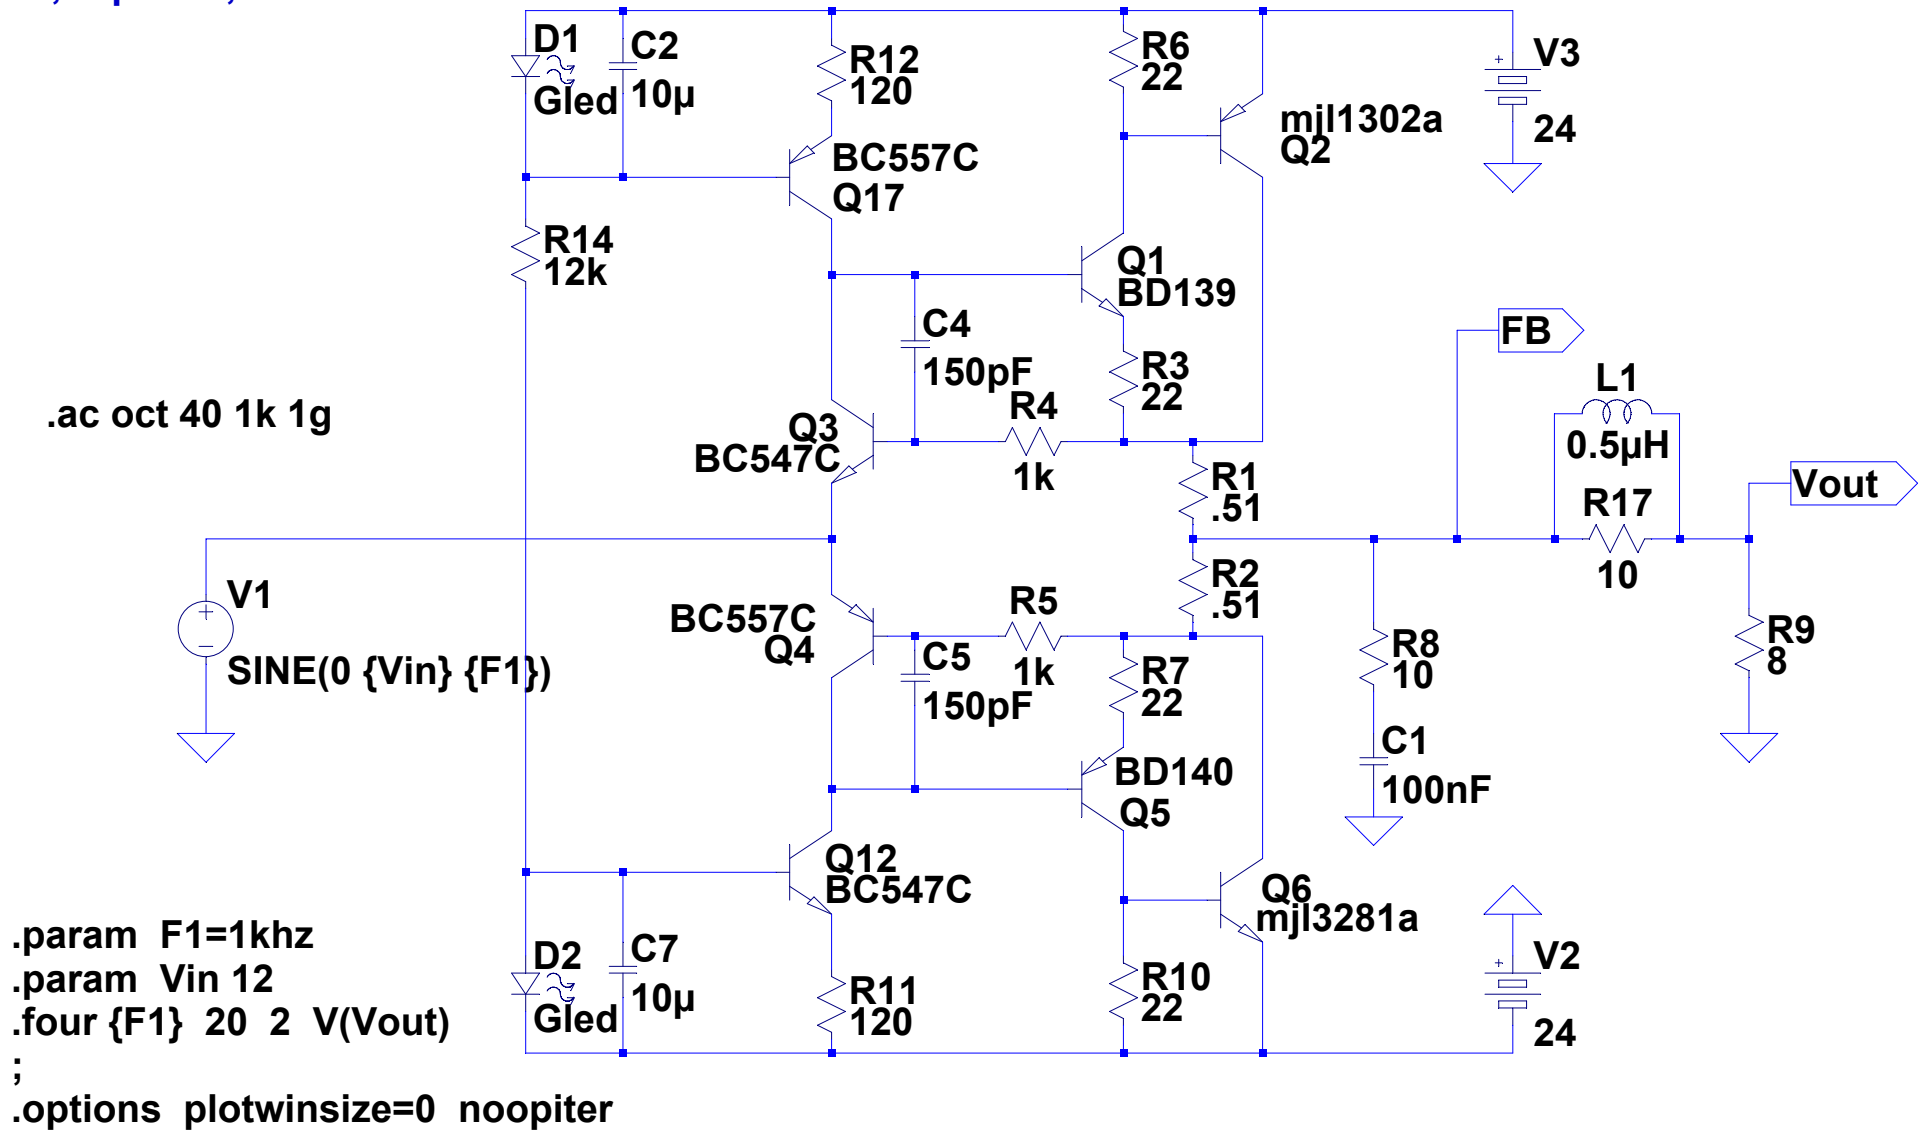 D1
Gled
C2
10µ
R12
120
R6
22
V3
24
mjl1302a
Q2
BC557C
Q17
R14
12k
Q1
BD139
C4
150pF
R3
22
FB
L1
0.5µH
.ac oct 40 1k 1g
Q3
BC547C
R4
1k
R1
.51
R17
10
Vout
V1
SINE(0 {Vin} {F1})
BC557C
Q4
R5
1k
R2
.51
C5
150pF
R7
22
R8
10
R9
8
C1
100nF
BD140
Q5
Q12
BC547C
Q6
mjl3281a
.param F1=1khz
.param Vin 12
.four {F1} 20 2 V(Vout)
;
.options plotwinsize=0 noopiter
D2
Gled
C7
10µ
R11
120
R10
22
V2
24